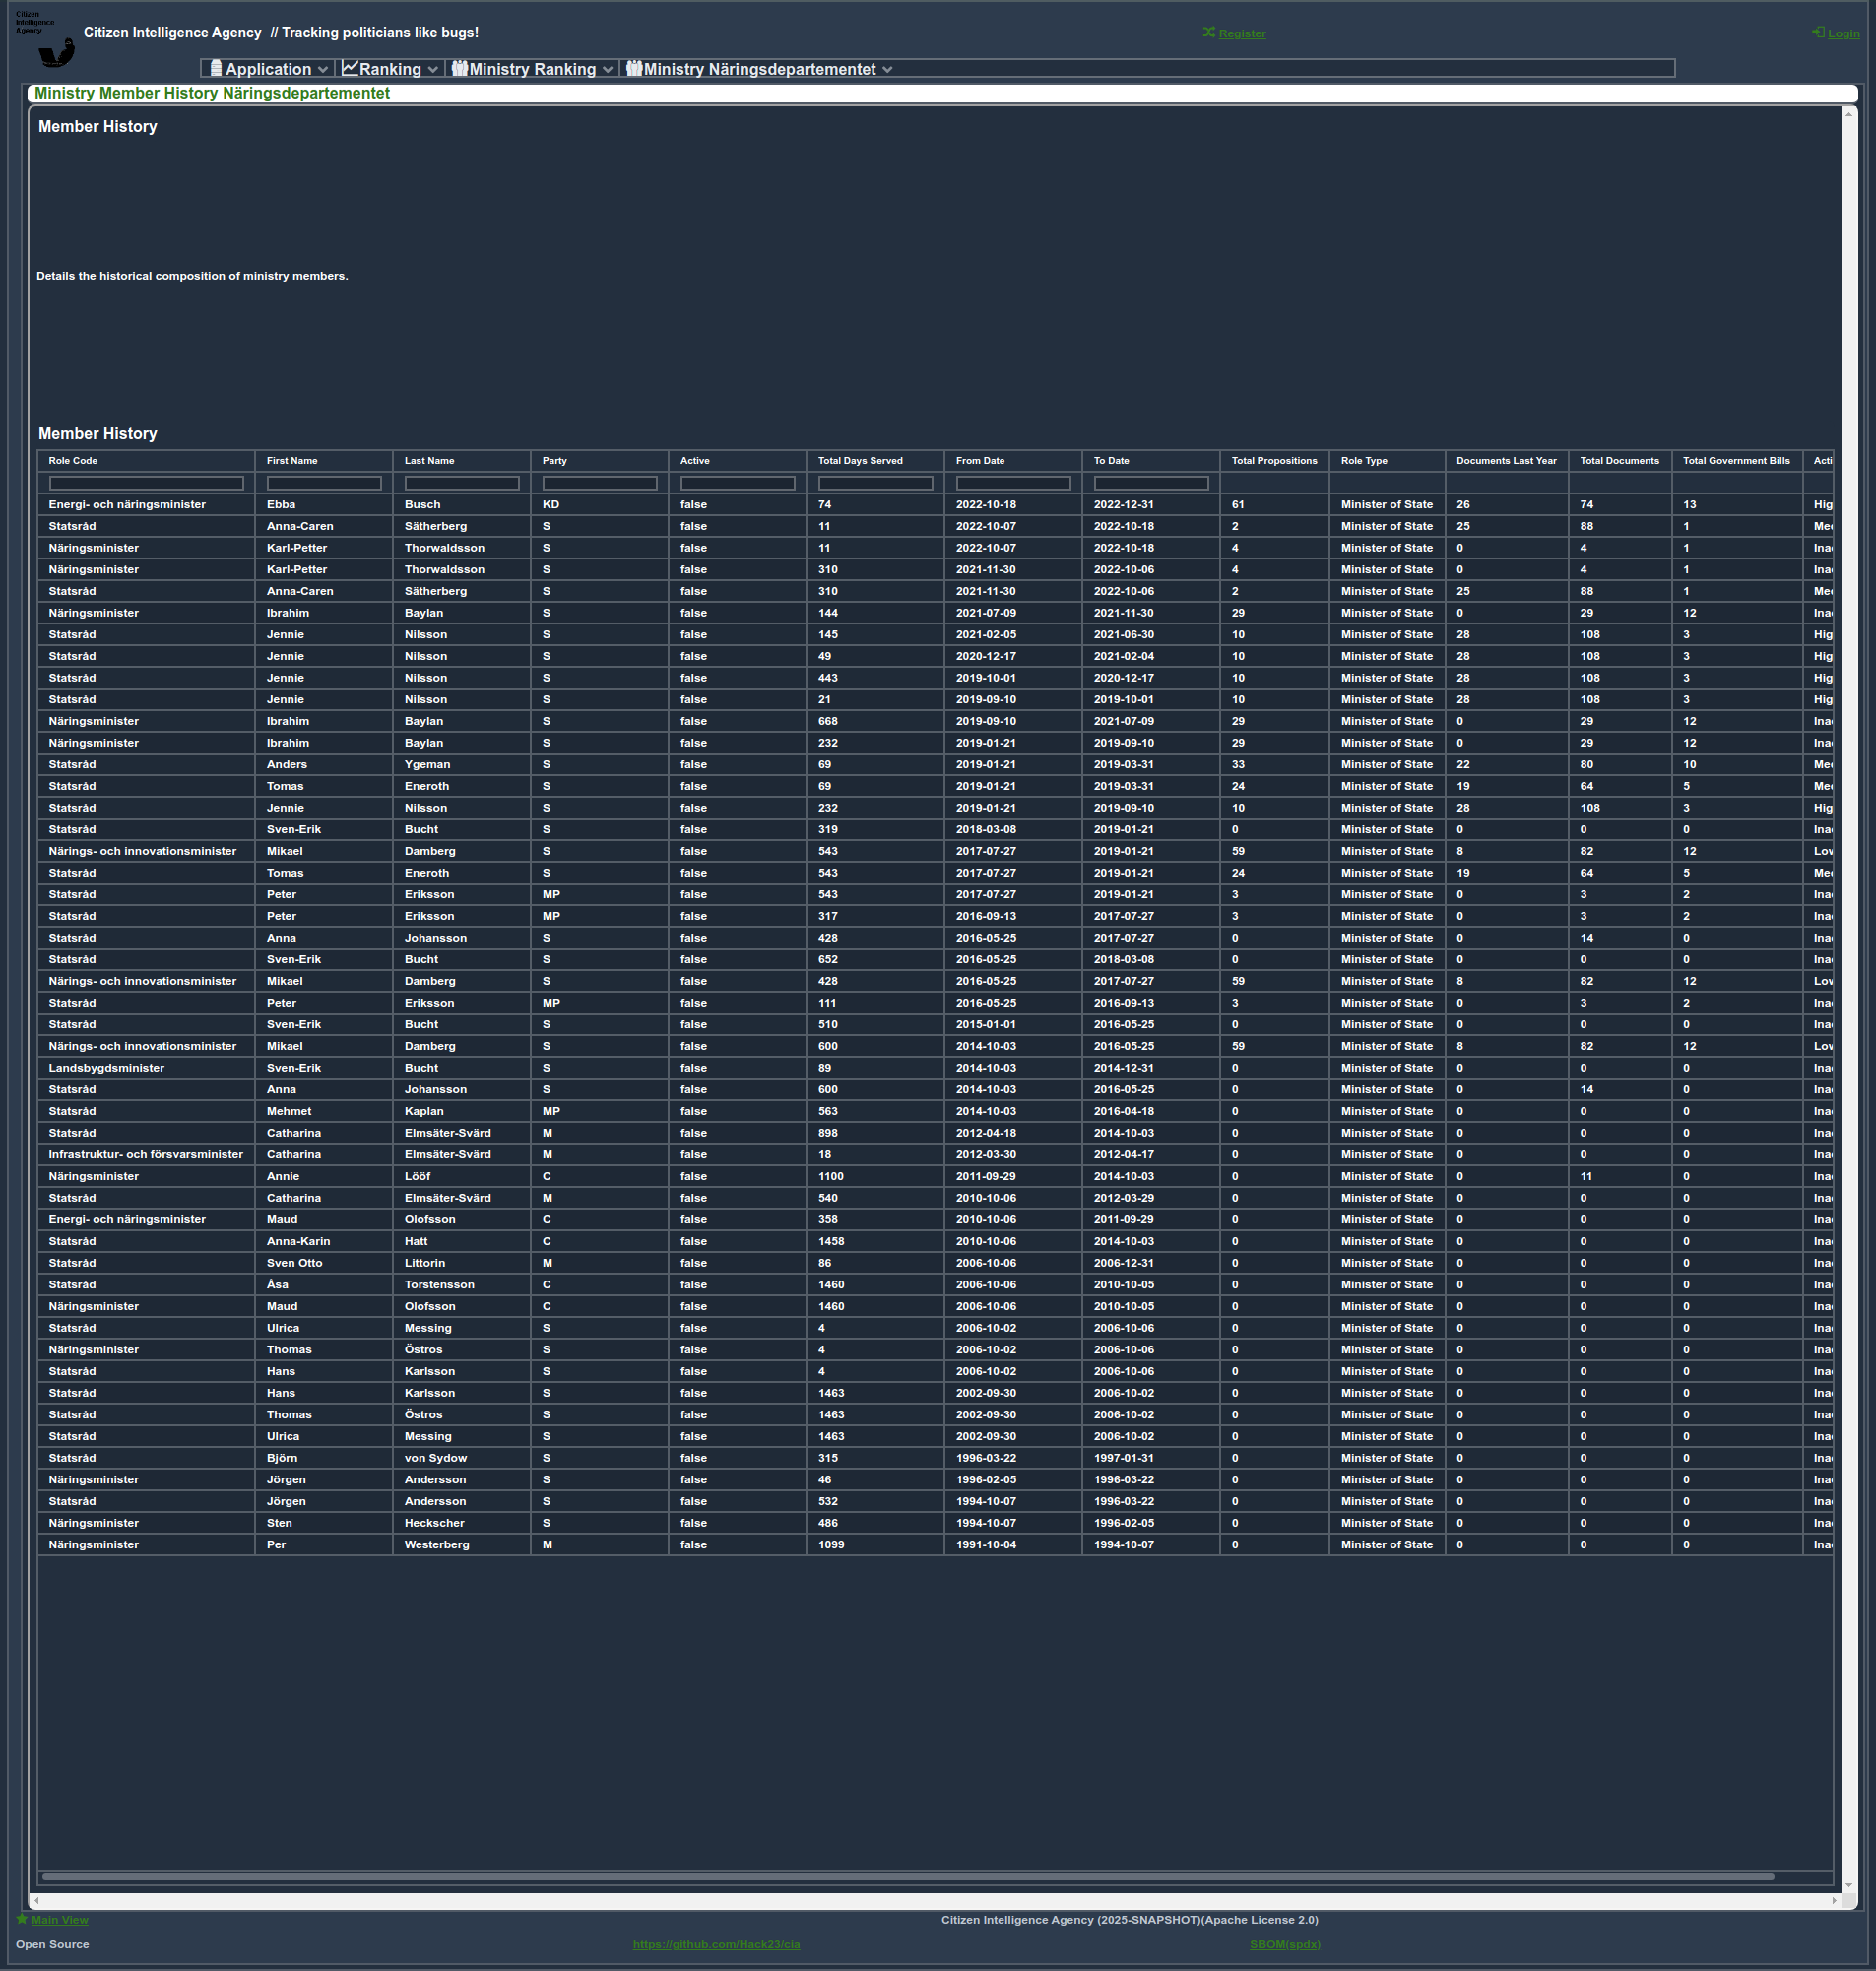 Citizen
Intelligence
Agency
Citizen Intelligence Agency // Tracking politicians like bugs!
Register
Login
Application Ranking Ministry Ranking Ministry Näringsdepartementet
Ministry Member History Näringsdepartementet
Member History
Details the historical composition of ministry members.
Member History
Role Code First Name Last Name Party Active Total Days Served From Date To Date Total Propositions Role Type Documents Last Year Total Documents Total Government Bills Acti
Energi- och näringsminister Ebba Busch KD false 74 2022-10-18 2022-12-31 61 Minister of State 26 74 13 Hig
Statsråd Anna-Caren Sätherberg S false 11 2022-10-07 2022-10-18 2 Minister of State 25 88 1 Med
Näringsminister Karl-Petter Thorwaldsson S false 11 2022-10-07 2022-10-18 4 Minister of State 0 4 1 Ina
Näringsminister Karl-Petter Thorwaldsson S false 310 2021-11-30 2022-10-06 4 Minister of State 0 4 1 Ina
Statsråd Anna-Caren Sätherberg S false 310 2021-11-30 2022-10-06 2 Minister of State 25 88 1 Med
Näringsminister Ibrahim Baylan S false 144 2021-07-09 2021-11-30 29 Minister of State 0 29 12 Ina
Statsråd Jennie Nilsson S false 145 2021-02-05 2021-06-30 10 Minister of State 28 108 3 Hig
Statsråd Jennie Nilsson S false 49 2020-12-17 2021-02-04 10 Minister of State 28 108 3 Hig
Statsråd Jennie Nilsson S false 443 2019-10-01 2020-12-17 10 Minister of State 28 108 3 Hig
Statsråd Jennie Nilsson S false 21 2019-09-10 2019-10-01 10 Minister of State 28 108 3 Hig
Näringsminister Ibrahim Baylan S false 668 2019-09-10 2021-07-09 29 Minister of State 0 29 12 Ina
Näringsminister Ibrahim Baylan S false 232 2019-01-21 2019-09-10 29 Minister of State 0 29 12 Ina
Statsråd Anders Ygeman S false 69 2019-01-21 2019-03-31 33 Minister of State 22 80 10 Med
Statsråd Tomas Eneroth S false 69 2019-01-21 2019-03-31 24 Minister of State 19 64 5 Med
Statsråd Jennie Nilsson S false 232 2019-01-21 2019-09-10 10 Minister of State 28 108 3 Hig
Statsråd Sven-Erik Bucht S false 319 2018-03-08 2019-01-21 0 Minister of State 0 0 0 Ina
Närings- och innovationsminister Mikael Damberg S false 543 2017-07-27 2019-01-21 59 Minister of State 8 82 12 Low
Statsråd Tomas Eneroth S false 543 2017-07-27 2019-01-21 24 Minister of State 19 64 5 Med
Statsråd Peter Eriksson MP false 543 2017-07-27 2019-01-21 3 Minister of State 0 3 2 Ina
Statsråd Peter Eriksson MP false 317 2016-09-13 2017-07-27 3 Minister of State 0 3 2 Ina
Statsråd Anna Johansson S false 428 2016-05-25 2017-07-27 0 Minister of State 0 14 0 Ina
Statsråd Sven-Erik Bucht S false 652 2016-05-25 2018-03-08 0 Minister of State 0 0 0 Ina
Närings- och innovationsminister Mikael Damberg S false 428 2016-05-25 2017-07-27 59 Minister of State 8 82 12 Low
Statsråd Peter Eriksson MP false 111 2016-05-25 2016-09-13 3 Minister of State 0 3 2 Ina
Statsråd Sven-Erik Bucht S false 510 2015-01-01 2016-05-25 0 Minister of State 0 0 0 Ina
Närings- och innovationsminister Mikael Damberg S false 600 2014-10-03 2016-05-25 59 Minister of State 8 82 12 Low
Landsbygdsminister Sven-Erik Bucht S false 89 2014-10-03 2014-12-31 0 Minister of State 0 0 0 Ina
Statsråd Anna Johansson S false 600 2014-10-03 2016-05-25 0 Minister of State 0 14 0 Ina
Statsråd Mehmet Kaplan MP false 563 2014-10-03 2016-04-18 0 Minister of State 0 0 0 Ina
Statsråd Catharina Elmsäter-Svärd M false 898 2012-04-18 2014-10-03 0 Minister of State 0 0 0 Ina
Infrastruktur- och försvarsminister Catharina Elmsäter-Svärd M false 18 2012-03-30 2012-04-17 0 Minister of State 0 0 0 Ina
Näringsminister Annie Lööf C false 1100 2011-09-29 2014-10-03 0 Minister of State 0 11 0 Ina
Statsråd Catharina Elmsäter-Svärd M false 540 2010-10-06 2012-03-29 0 Minister of State 0 0 0 Ina
Energi- och näringsminister Maud Olofsson C false 358 2010-10-06 2011-09-29 0 Minister of State 0 0 0 Ina
Statsråd Anna-Karin Hatt C false 1458 2010-10-06 2014-10-03 0 Minister of State 0 0 0 Ina
Statsråd Sven Otto Littorin M false 86 2006-10-06 2006-12-31 0 Minister of State 0 0 0 Ina
Statsråd Åsa Torstensson C false 1460 2006-10-06 2010-10-05 0 Minister of State 0 0 0 Ina
Näringsminister Maud Olofsson C false 1460 2006-10-06 2010-10-05 0 Minister of State 0 0 0 Ina
Statsråd Ulrica Messing S false 4 2006-10-02 2006-10-06 0 Minister of State 0 0 0 Ina
Näringsminister Thomas Östros S false 4 2006-10-02 2006-10-06 0 Minister of State 0 0 0 Ina
Statsråd Hans Karlsson S false 4 2006-10-02 2006-10-06 0 Minister of State 0 0 0 Ina
Statsråd Hans Karlsson S false 1463 2002-09-30 2006-10-02 0 Minister of State 0 0 0 Ina
Statsråd Thomas Östros S false 1463 2002-09-30 2006-10-02 0 Minister of State 0 0 0 Ina
Statsråd Ulrica Messing S false 1463 2002-09-30 2006-10-02 0 Minister of State 0 0 0 Ina
Statsråd Björn von Sydow S false 315 1996-03-22 1997-01-31 0 Minister of State 0 0 0 Ina
Näringsminister Jörgen Andersson S false 46 1996-02-05 1996-03-22 0 Minister of State 0 0 0 Ina
Statsråd Jörgen Andersson S false 532 1994-10-07 1996-03-22 0 Minister of State 0 0 0 Ina
Näringsminister Sten Heckscher S false 486 1994-10-07 1996-02-05 0 Minister of State 0 0 0 Ina
Näringsminister Per Westerberg M false 1099 1991-10-04 1994-10-07 0 Minister of State 0 0 0 Ina
Main View
Citizen Intelligence Agency (2025-SNAPSHOT)(Apache License 2.0)
Open Source
https://github.com/Hack23/cia
SBOM(spdx)